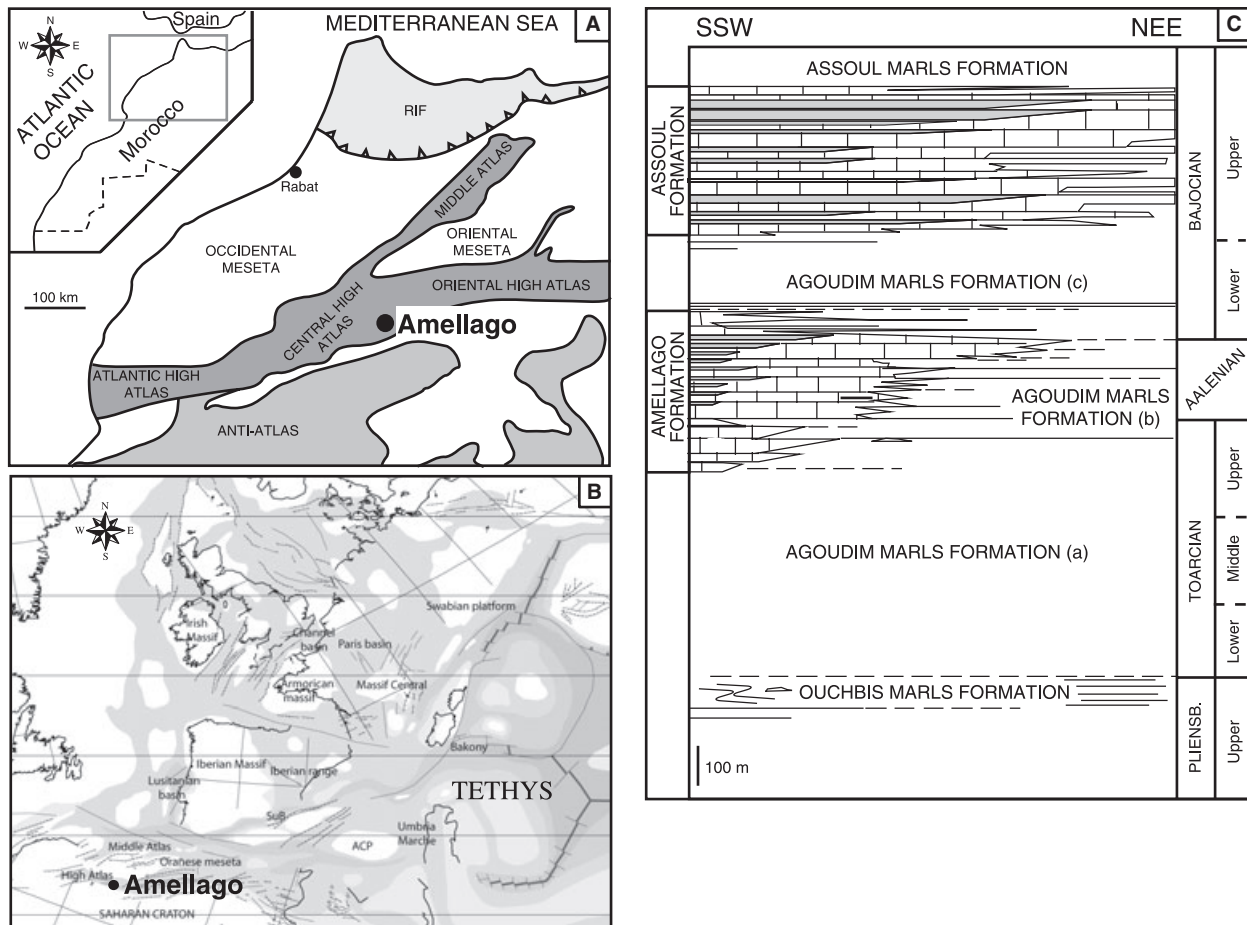 Spain
N
W E
S
ATLANTIC
OCEAN
Morocco
MEDITERRANEAN SEA
A
RIF
Rabat
MIDDLE ATLAS
OCCIDENTAL
MESETA
ORIENTAL
MESETA
100 km
ORIENTAL HIGH ATLAS
CENTRAL HIGH
ATLAS
Amellago
ATLANTIC HIGH
ATLAS
ANTI-ATLAS
B
N
W E
S
Swabian platform
Irish
Massif
Channel
basin
Paris basin
Armorican
massif
Massif Central
Bakony
Iberian Massif
Iberian range
Lusitanian
basin
TETHYS
SuB
Umbria
Marche
ACP
Middle Atlas
Oranese meseta
High Atlas
Amellago
SAHARAN CRATON
SSW
NEE
C
ASSOUL MARLS FORMATION
ASSOUL
FORMATION
AGOUDIM MARLS FORMATION (c)
AMELLAGO
FORMATION
AGOUDIM MARLS
FORMATION (b)
AGOUDIM MARLS FORMATION (a)
OUCHBIS MARLS FORMATION
100 m
BAJOCIAN
Upper
Lower
AALENIAN
TOARCIAN
Upper
Middle
Lower
PLIENSB.
Upper